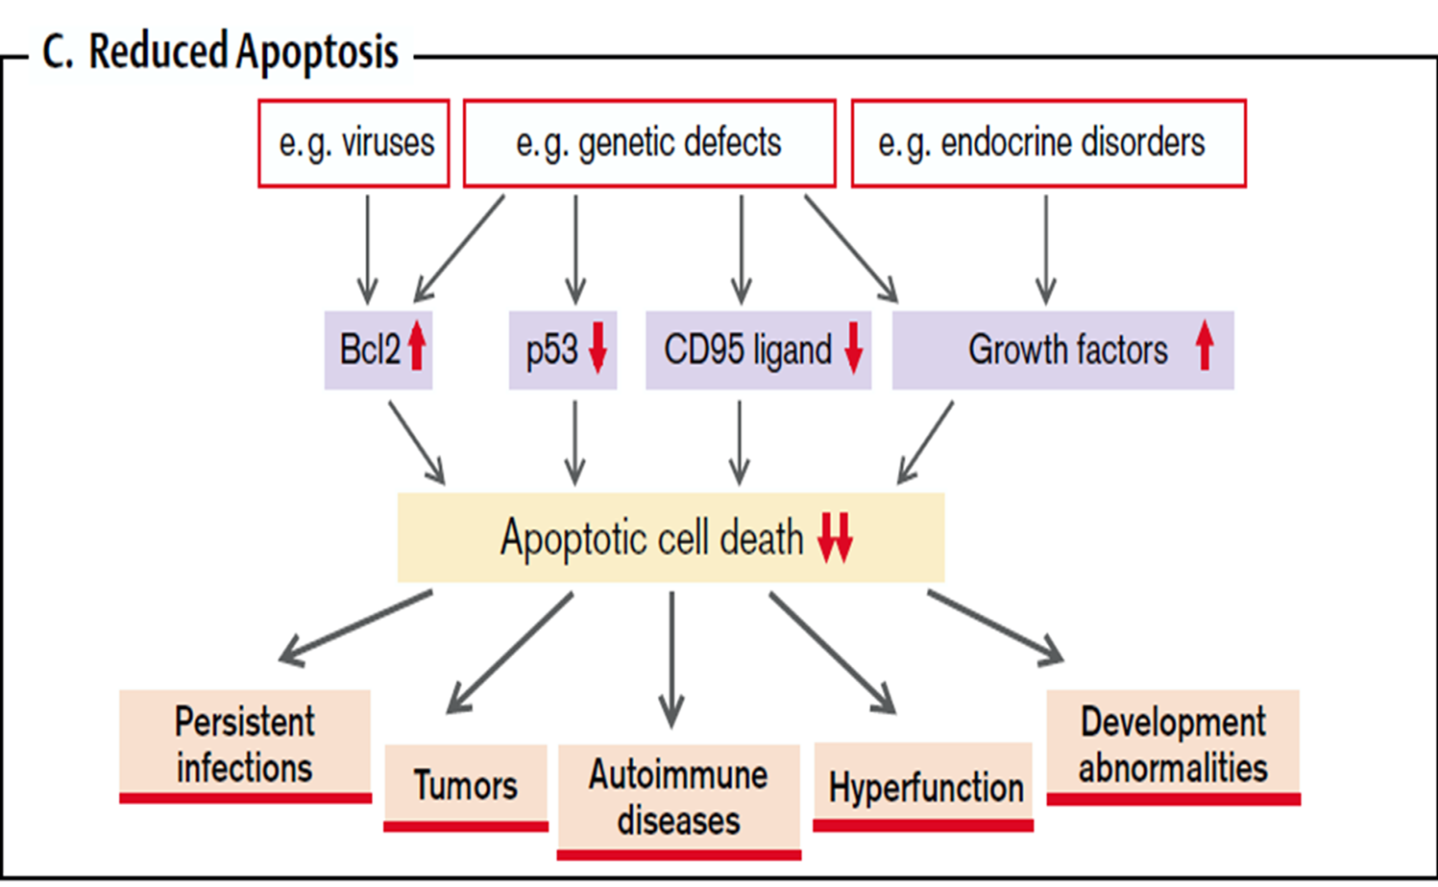 C. Reduced Apoptosis
e.g. viruses
e.g. genetic defects
e.g. endocrine disorders
Bcl2
p53
CD95 ligand
Growth factors
Apoptotic cell death
Persistent
infections
Tumors
Autoimmune
diseases
Hyperfunction
Development
abnormalities